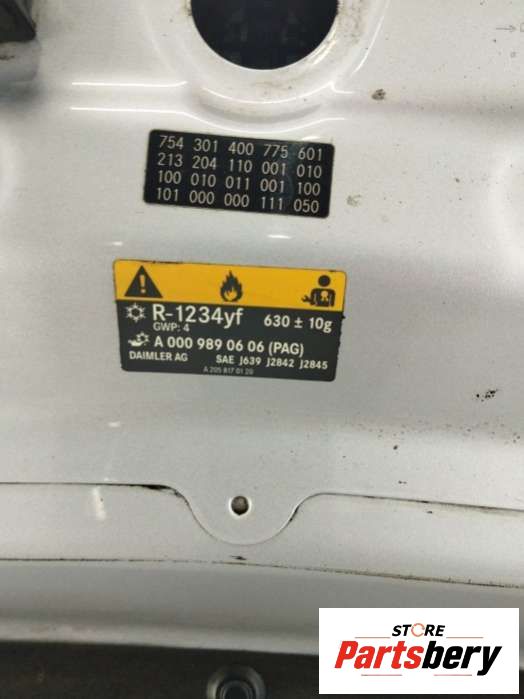 754 301 400 775 601
213 204 110 001 010
100 010 011 001 100
101 000 000 111 050
R-1234yf 630 ± 10g
GWP: 4
A 000 989 06 06 (PAG)
DAIMLER AG SAE J639 J2842 J2845
A 205 817 01 20
STORE
Partsbery